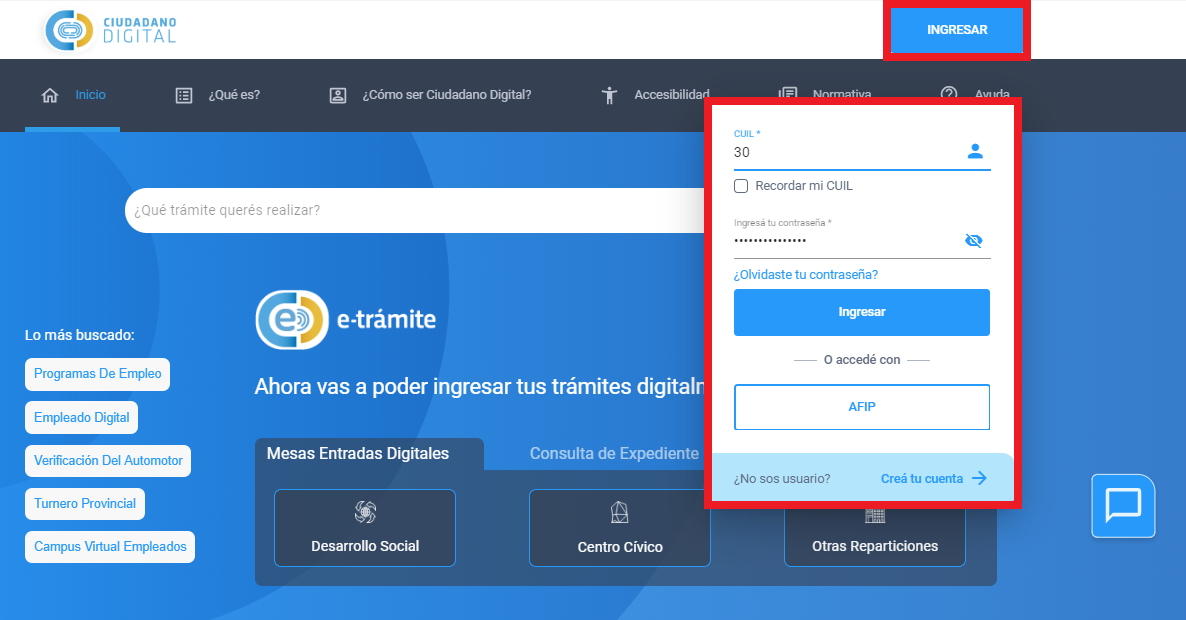 CIUDADANO
DIGITAL
INGRESAR
Inicio
¿Qué es?
¿Cómo ser Ciudadano Digital?
Accesibilidad
Normativa
Ayuda
CUIL *
30
Recordar mi CUIL
¿Qué trámite querés realizar?
Ingresá tu contraseña *
•••••••••••••••
¿Olvidaste tu contraseña?
Ingresar
O accedé con
AFIP
¿No sos usuario?
Creá tu cuenta
e-trámite
Ahora vas a poder ingresar tus trámites
Lo más buscado:
Programas De Empleo
Empleado Digital
Verificación Del Automotor
Turnero Provincial
Campus Virtual Empleados
Mesas Entradas Digitales
Consulta de Expediente
Desarrollo Social
Centro Cívico
Otras Reparticiones